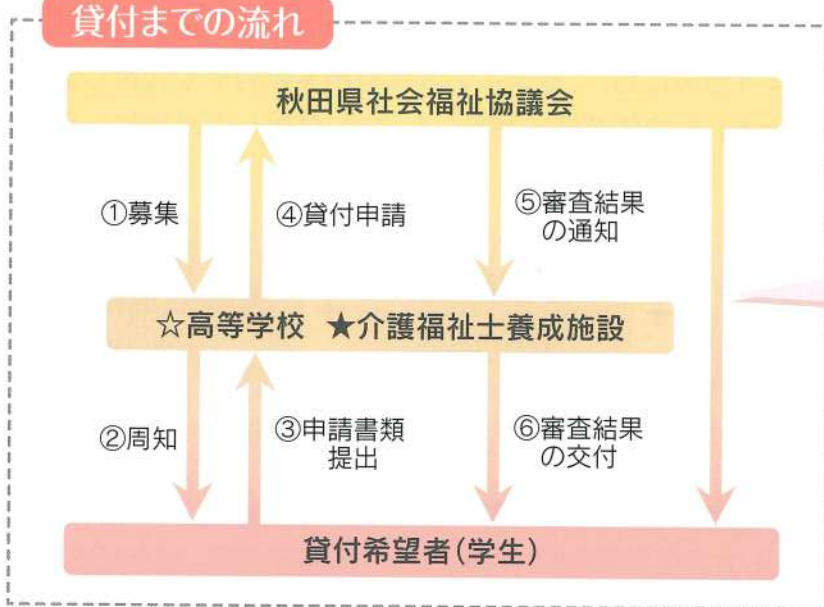 貸付までの流れ
秋田県社会福祉協議会
①募集
④貸付申請
⑤審査結果
の通知
☆高等学校 ★介護福祉士養成施設
②周知
③申請書類
提出
⑥審査結果
の交付
貸付希望者(学生)